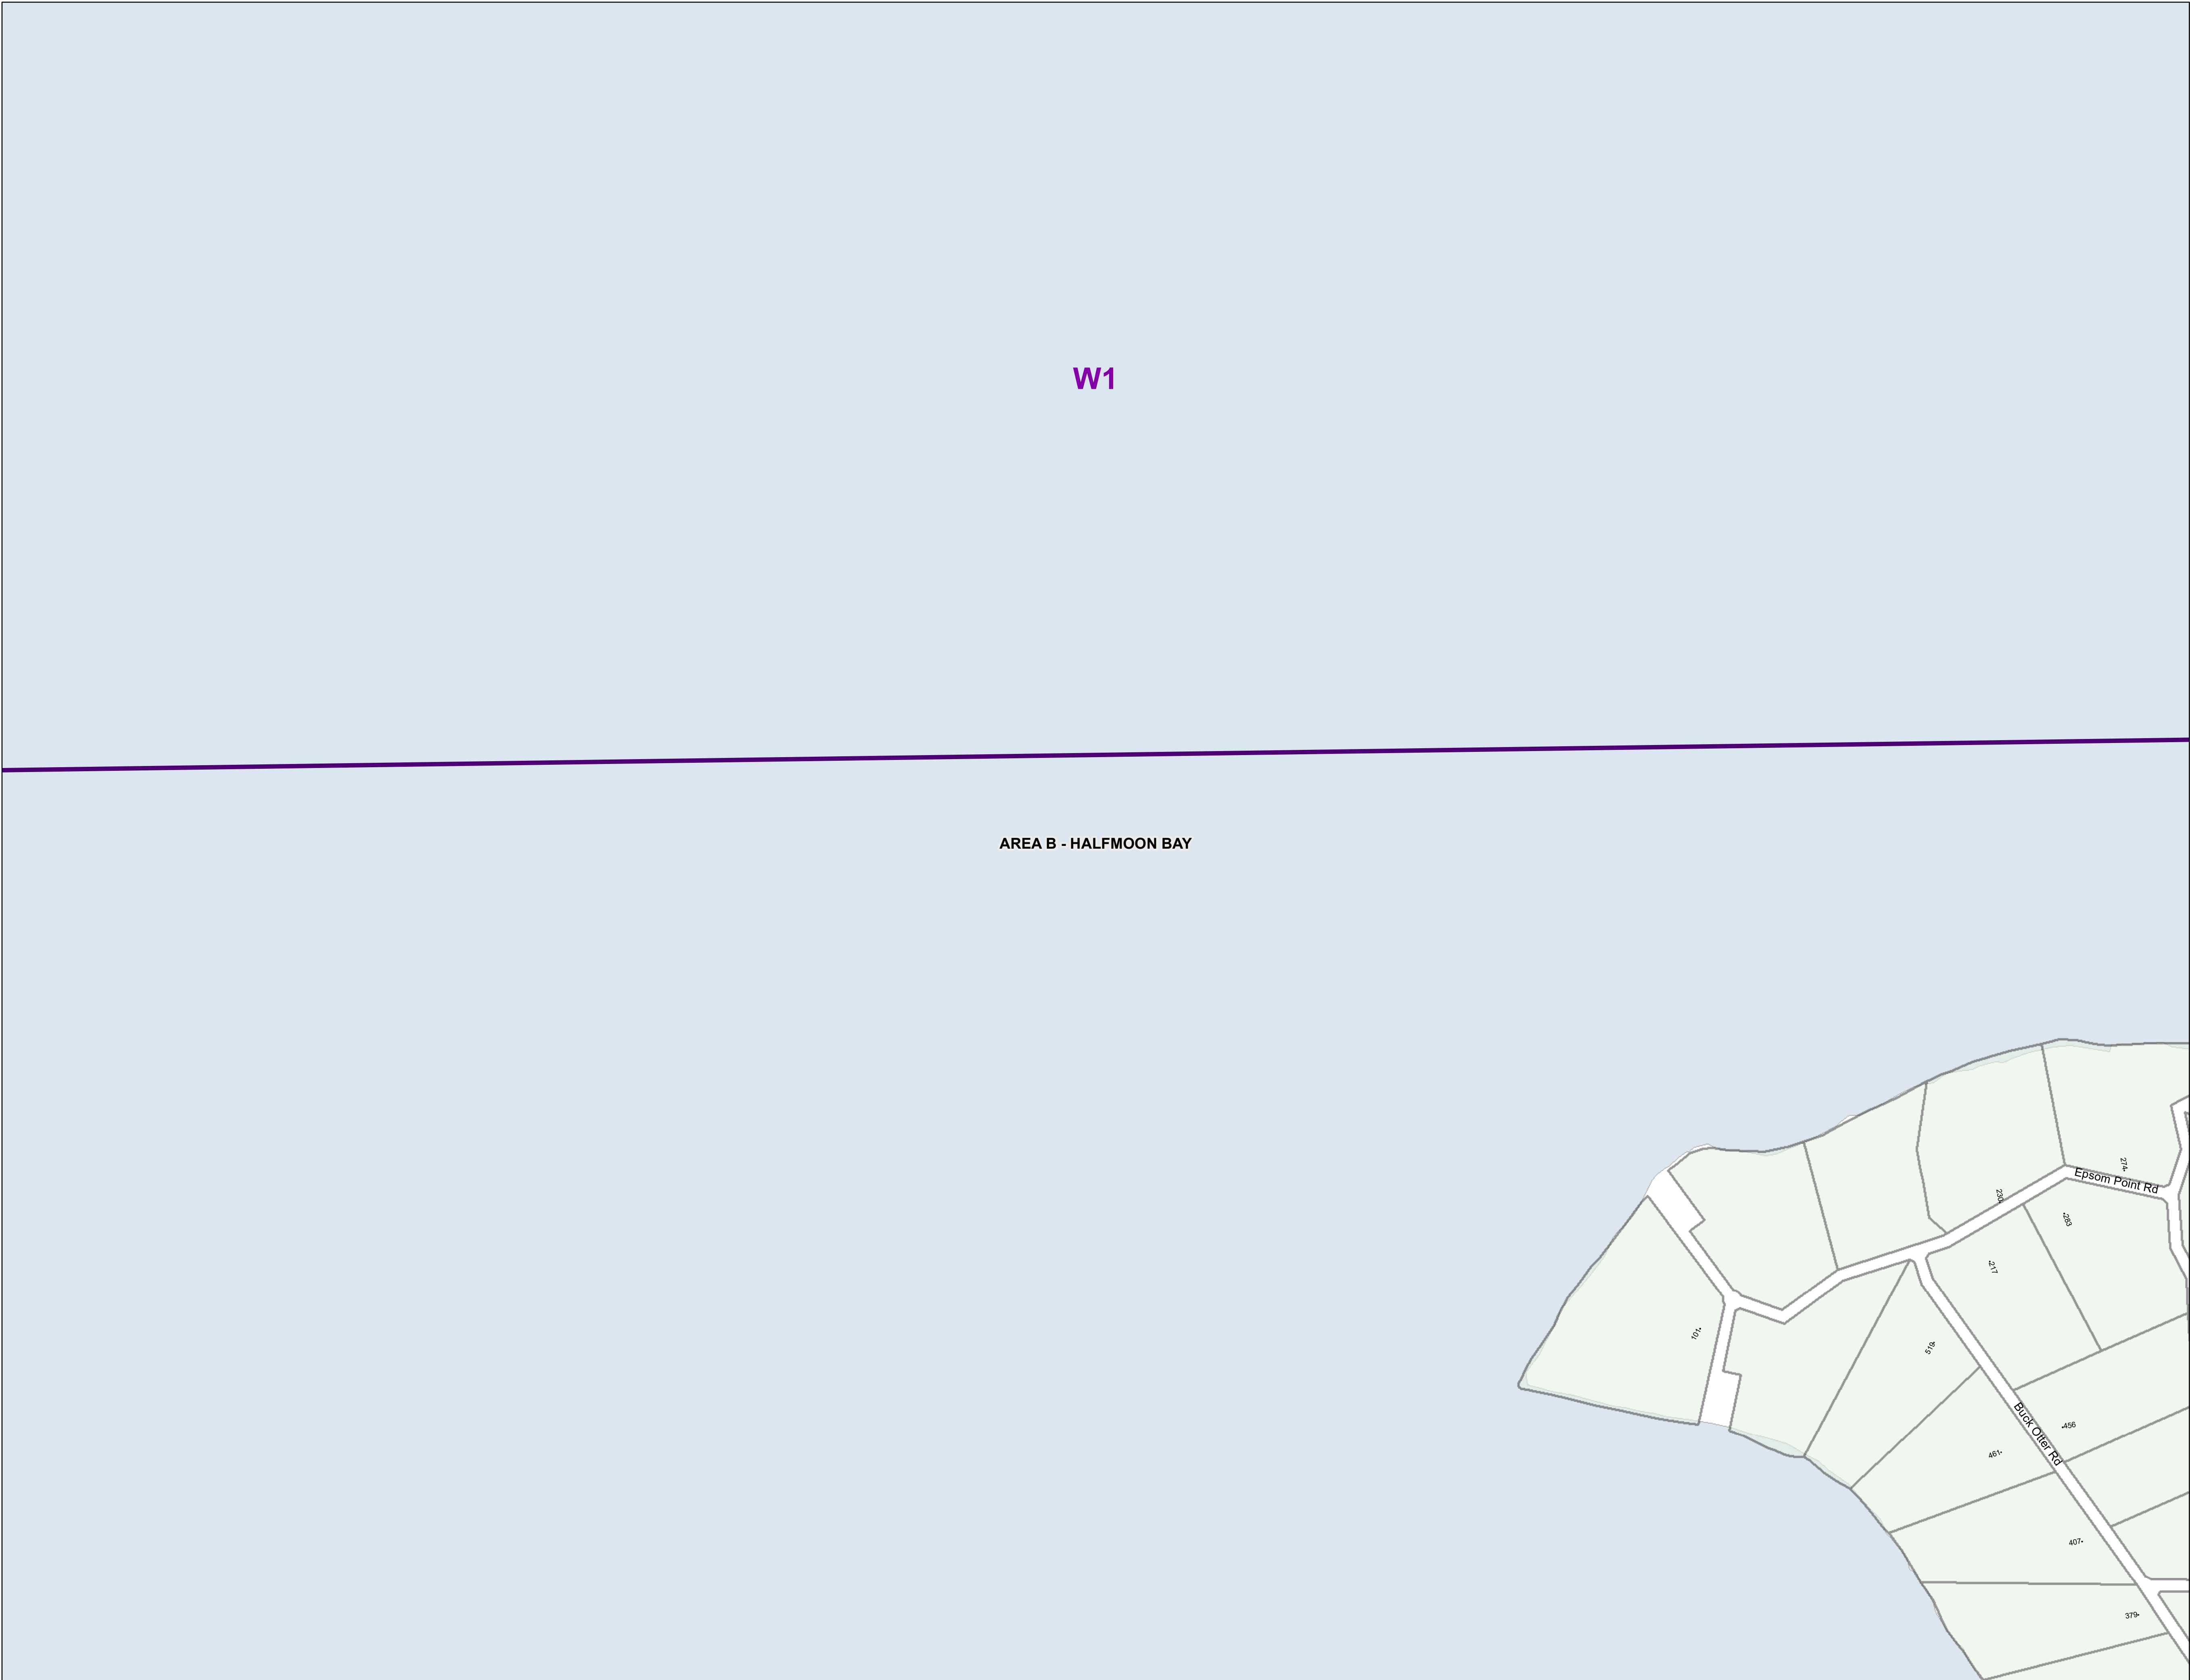 W1
AREA B - HALFMOON BAY
274
Epsom Point Rd
230
283
217
101
519
Buck Otter Rd
456
461
407
379